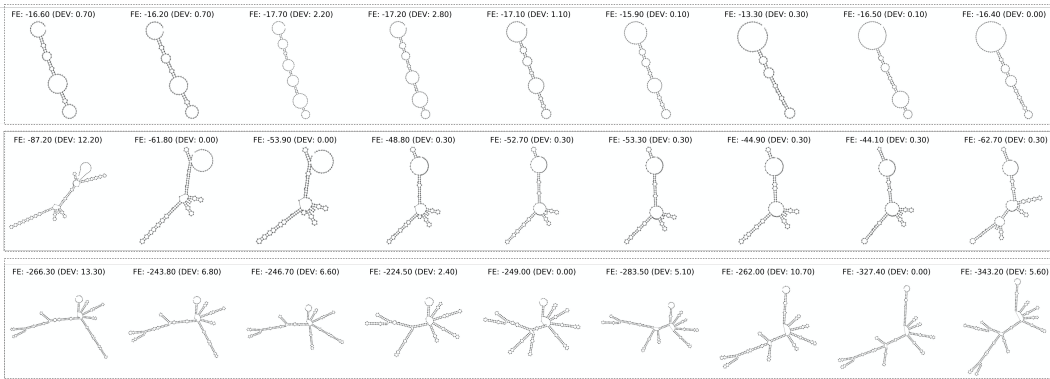 FE: -16.60 (DEV: 0.70) FE: -16.20 (DEV: 0.70) FE: -17.70 (DEV: 2.20) FE: -17.20 (DEV: 2.80) FE: -17.10 (DEV: 1.10) FE: -15.90 (DEV: 0.10) FE: -13.30 (DEV: 0.30) FE: -16.50 (DEV: 0.10) FE: -16.40 (DEV: 0.00)
FE: -87.20 (DEV: 12.20) FE: -61.80 (DEV: 0.00) FE: -53.90 (DEV: 0.00) FE: -48.80 (DEV: 0.30) FE: -52.70 (DEV: 0.30) FE: -53.30 (DEV: 0.30) FE: -44.90 (DEV: 0.30) FE: -44.10 (DEV: 0.30) FE: -62.70 (DEV: 0.30)
FE: -266.30 (DEV: 13.30) FE: -243.80 (DEV: 6.80) FE: -246.70 (DEV: 6.60) FE: -224.50 (DEV: 2.40) FE: -249.00 (DEV: 0.00) FE: -283.50 (DEV: 5.10) FE: -262.00 (DEV: 10.70) FE: -327.40 (DEV: 0.00) FE: -343.20 (DEV: 5.60)